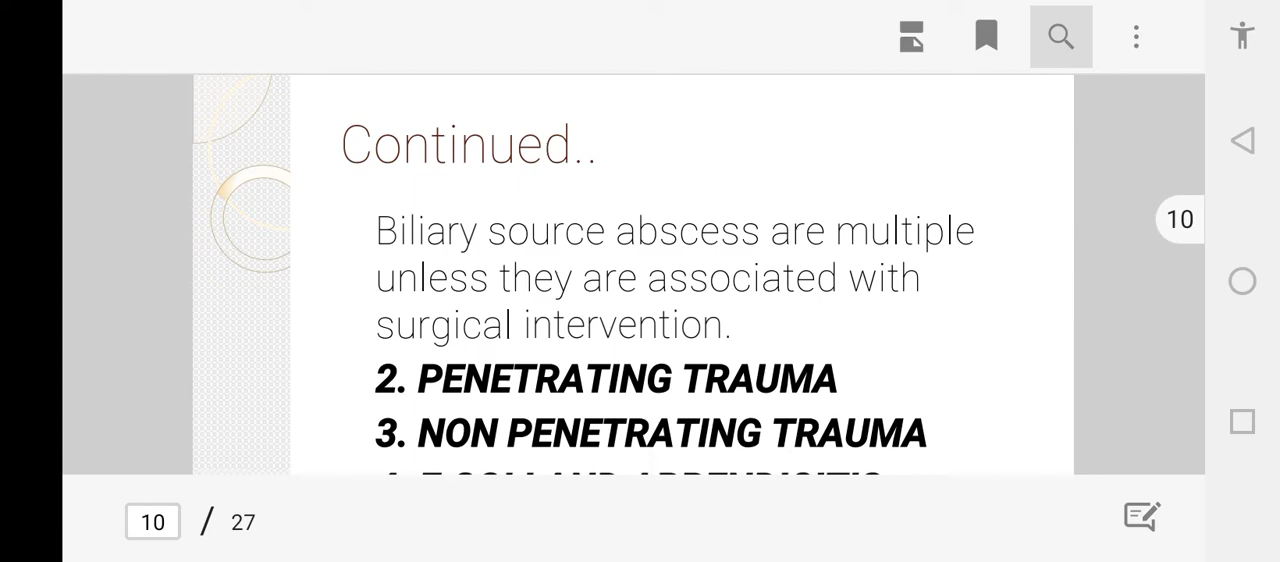 Continued..
10
Biliary source abscess are multiple
unless they are associated with
surgical intervention.
2. PENETRATING TRAUMA
3. NON PENETRATING TRAUMA
10 / 27